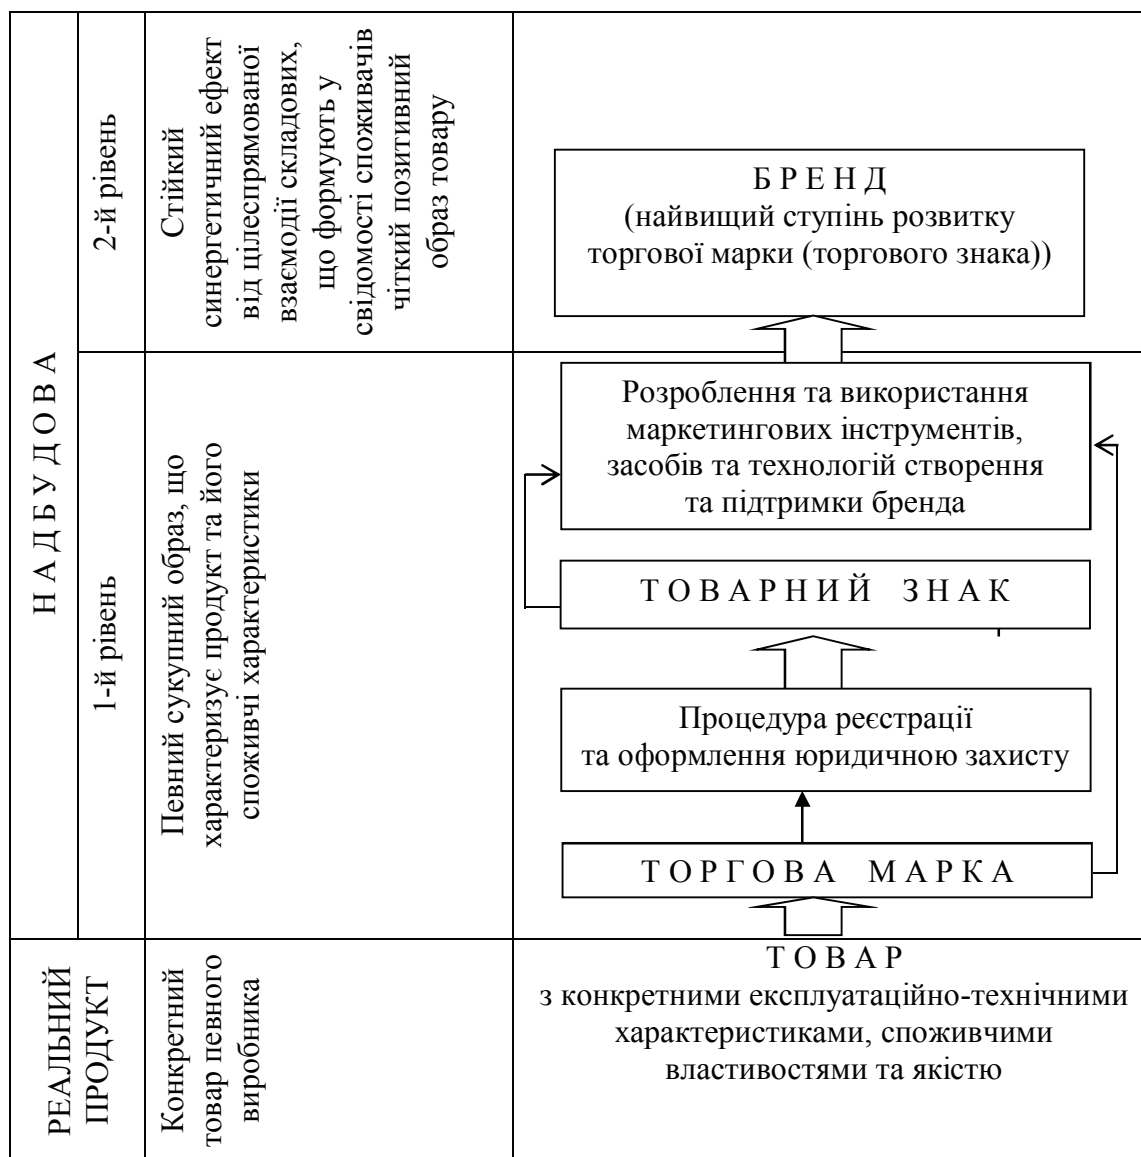 Н А Д Б У Д О В А
2-й рівень
Стійкий
синергетичний ефект
від цілеспрямованої
взаємодії складових,
що формують у
свідомості споживачів
чіткий позитивний
образ товару
Б Р Е Н Д
(найвищий ступінь розвитку
торгової марки (торгового знака))
1-й рівень
Певний сукупний образ, що
характеризує продукт та його
споживчі характеристики
Розроблення та використання
маркетингових інструментів,
засобів та технологій створення
та підтримки бренда
Т О В А Р Н И Й З Н А К
Процедура реєстрації
та оформлення юридичною захисту
Т О Р Г О В А М А Р К А
РЕАЛЬНИЙ
ПРОДУКТ
Конкретний
товар певного
виробника
Т О В А Р
з конкретними експлуатаційно-технічними
характеристиками, споживчими
властивостями та якістю